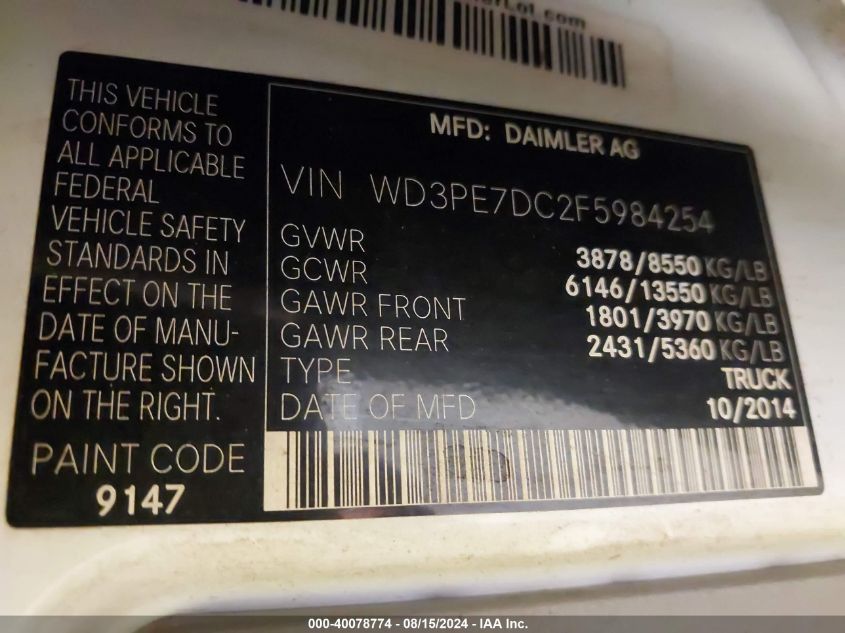 Lot.com
THIS VEHICLE
CONFORMS TO
ALL APPLICABLE
FEDERAL
VEHICLE SAFETY
STANDARDS IN
EFFECT ON THE
DATE OF MANU-
FACTURE SHOWN
ON THE RIGHT.
PAINT CODE
9147
MFD: DAIMLER AG
VIN WD3PE7DC2F5984254
GVWR 3878/8550 KG/LB
GCWR 6146/13550 KG/LB
GAWR FRONT 1801/3970 KG/LB
GAWR REAR 2431/5360 KG/LB
TYPE TRUCK
DATE OF MFD 10/2014
000-40078774 - 08/15/2024 - IAA Inc.